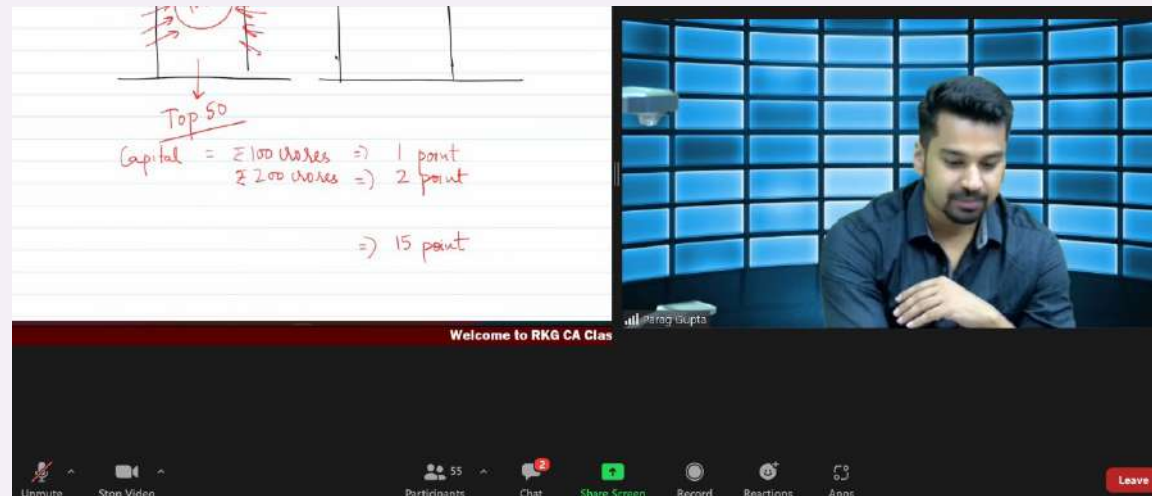 Top 50
Capital = ₹100 crores => 1 point
₹200 crores => 2 point
=> 15 point
Parag Gupta
Welcome to RKG CA Clas
Unmute
Stop Video
55
Participants
2
Chat
Share Screen
Record
Reactions
Apps
Leave